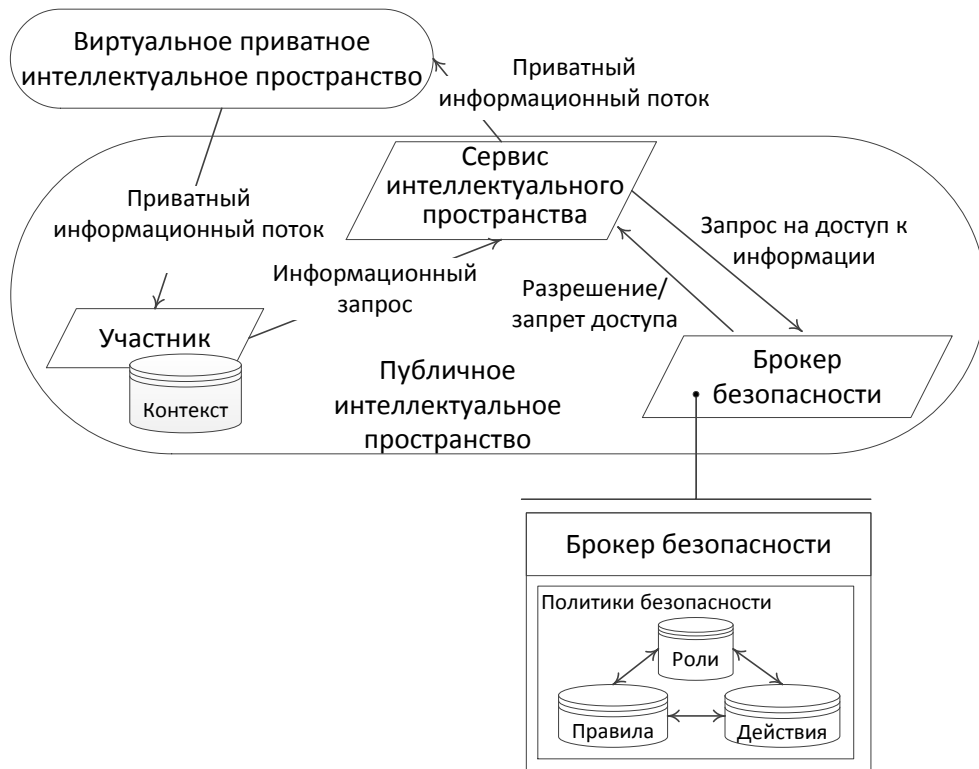 Виртуальное приватное
интеллектуальное пространство
Приватный
информационный поток
Сервис
интеллектуального
пространства
Приватный
информационный поток
Запрос на доступ к
информации
Информационный
запрос
Разрешение/
запрет доступа
Участник
Контекст
Публичное
интеллектуальное
пространство
Брокер
безопасности
Брокер безопасности
Политики безопасности
Роли
Правила
Действия